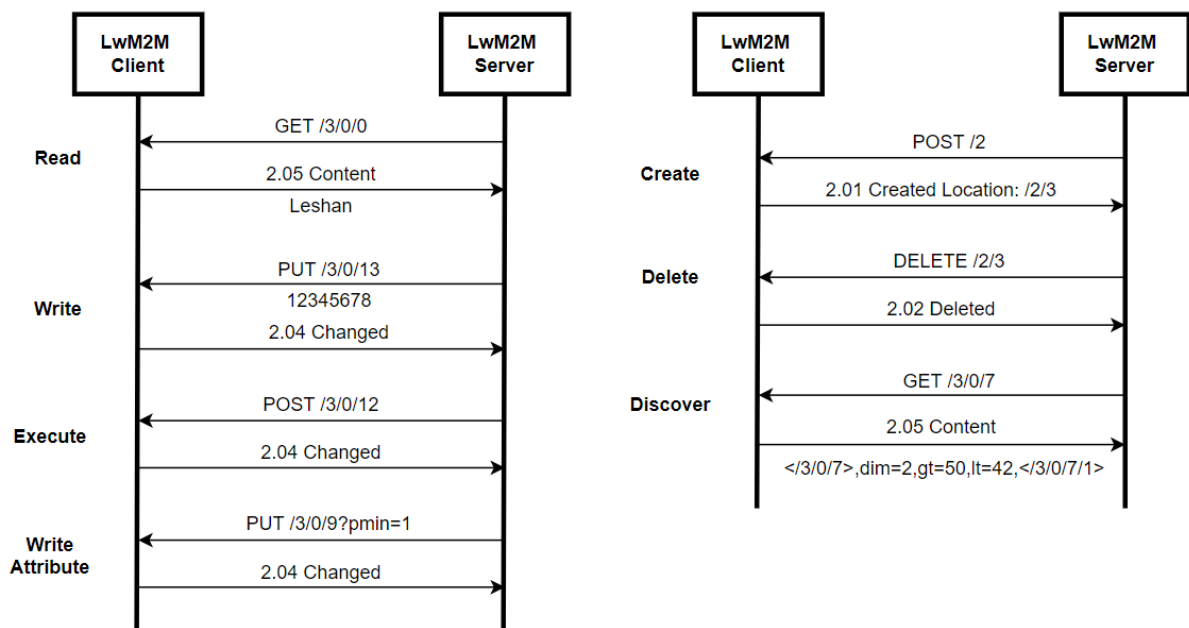 LwM2M
Client
LwM2M
Server
GET /3/0/0
Read
2.05 Content
Leshan
PUT /3/0/13
12345678
Write
2.04 Changed
POST /3/0/12
Execute
2.04 Changed
PUT /3/0/9?pmin=1
Write
Attribute
2.04 Changed
LwM2M
Client
LwM2M
Server
POST /2
Create
2.01 Created Location: /2/3
DELETE /2/3
Delete
2.02 Deleted
GET /3/0/7
Discover
2.05 Content
</3/0/7>,dim=2,gt=50,lt=42,</3/0/7/1>